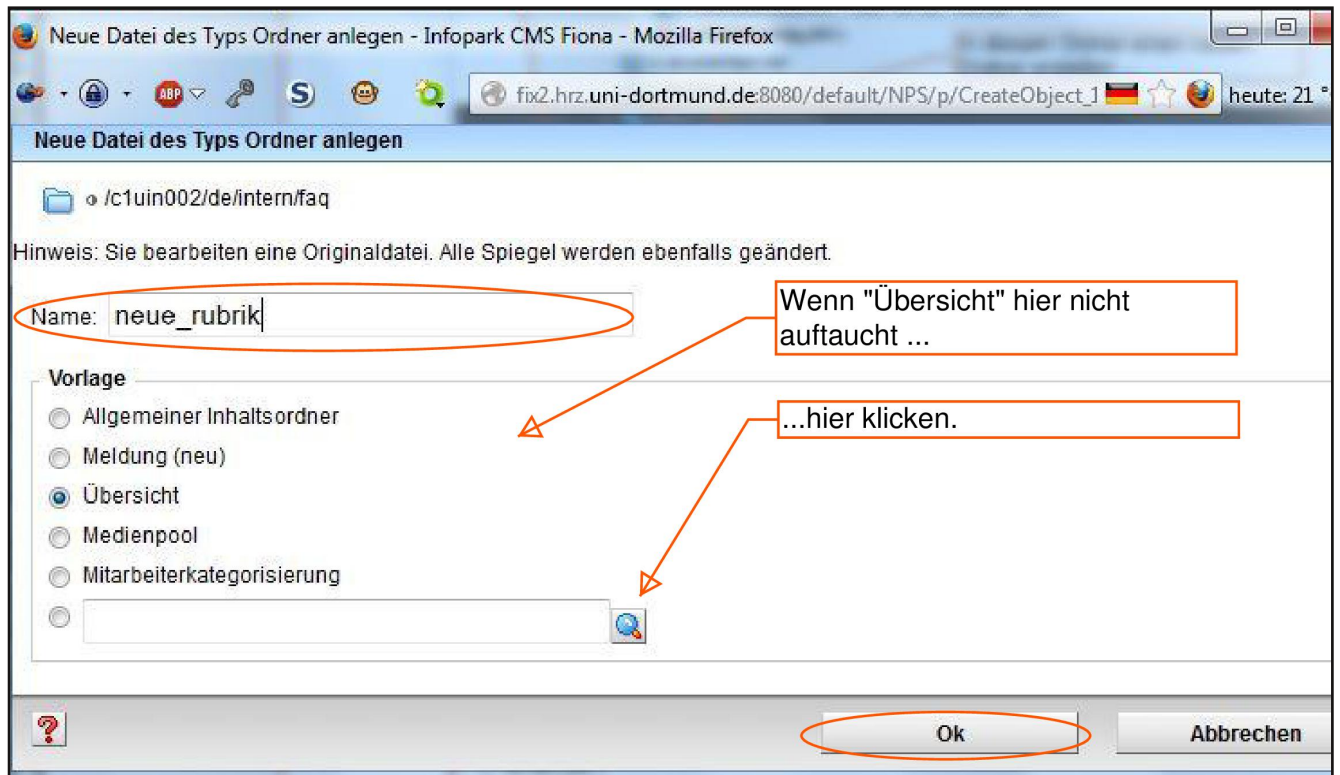 Neue Datei des Typs Ordner anlegen - Infopark CMS Fiona - Mozilla Firefox
ABP S fix2.hrz.uni-dortmund.de:8080/default/NPS/p/CreateObject_1 heute: 21 °
Neue Datei des Typs Ordner anlegen
/c1uin002/de/intern/faq
Hinweis: Sie bearbeiten eine Originaldatei. Alle Spiegel werden ebenfalls geändert.
Name: neue_rubrik
Wenn "Übersicht" hier nicht
auftaucht ...
Vorlage
Allgemeiner Inhaltsordner
...hier klicken.
Meldung (neu)
Übersicht
Medienpool
Mitarbeiterkategorisierung
?
Ok
Abbrechen